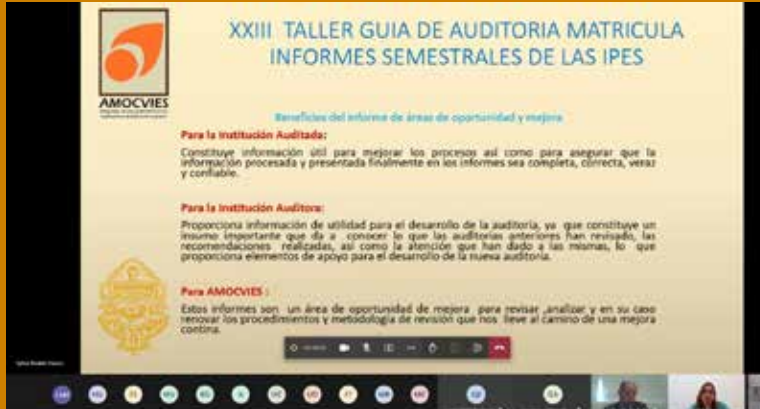 XXIII TALLER GUIA DE AUDITORIA MATRICULA
INFORMES SEMESTRALES DE LAS IPES
AMOCVIES
Beneficios del informe de áreas de oportunidad y mejora
Para la Institución Auditada:
Constituye información útil para mejorar los procesos así como para asegurar que la
información procesada y presentada finalmente en los informes sea completa, correcta, veraz
y confiable.
Para la Institución Auditora:
Proporciona información de utilidad para el desarrollo de la auditoría, ya que constituye un
insumo importante que da a conocer lo que las auditorias anteriores han revisado, las
recomendaciones realizadas, así como la atención que han dado a las mismas, lo que
proporciona elementos de apoyo para el desarrollo de la nueva auditoría.
Para AMOCVIES :
Estos informes son un área de oportunidad de mejora para revisar ,analizar y en su caso
renovar los procedimientos y metodología de revisión que nos lleve al camino de una mejora
contina.